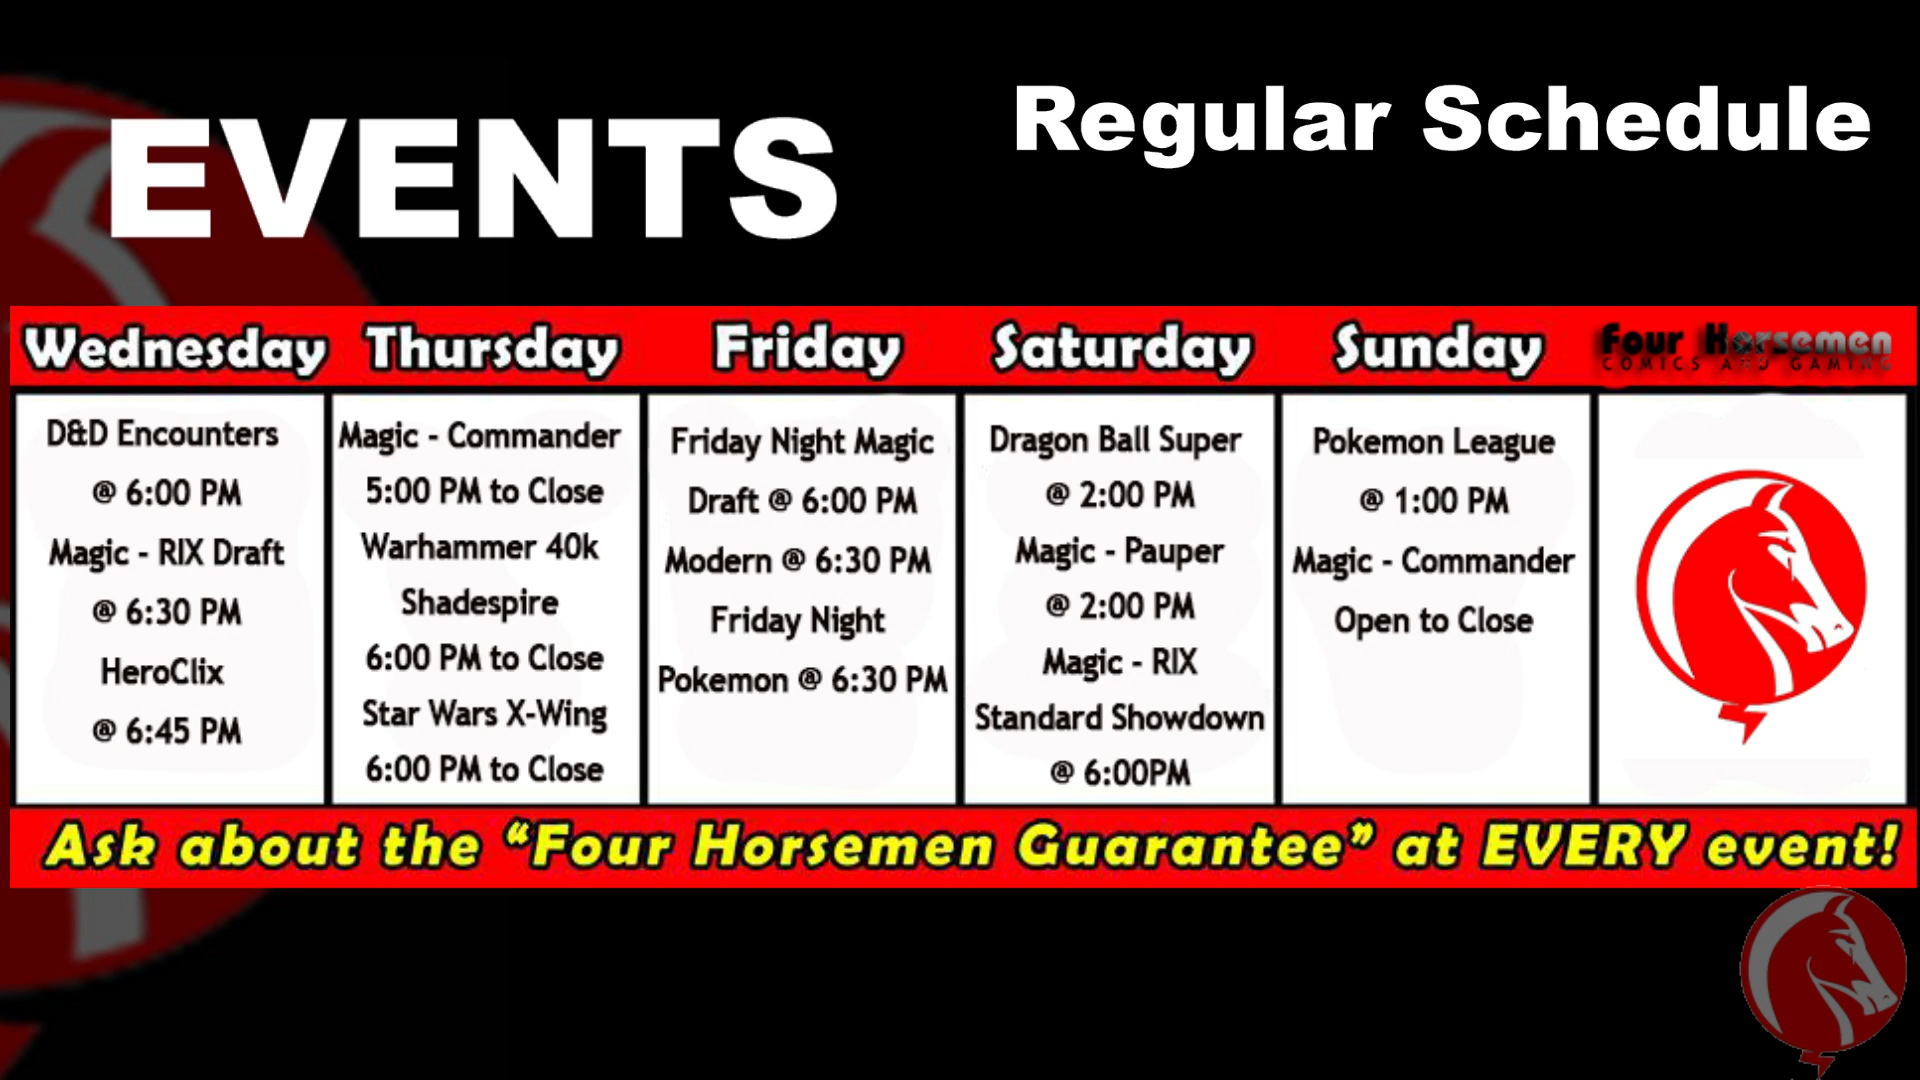 EVENTS
Regular Schedule
Wednesday
D&D Encounters
@ 6:00 PM
Magic - RIX Draft
@ 6:30 PM
HeroClix
@ 6:45 PM
Thursday
Magic - Commander
5:00 PM to Close
Warhammer 40k
Shadespire
6:00 PM to Close
Star Wars X-Wing
6:00 PM to Close
Friday
Friday Night Magic
Draft @ 6:00 PM
Modern @ 6:30 PM
Friday Night
Pokemon @ 6:30 PM
Saturday
Dragon Ball Super
@ 2:00 PM
Magic - Pauper
@ 2:00 PM
Magic - RIX
Standard Showdown
@ 6:00PM
Sunday
Pokemon League
@ 1:00 PM
Magic - Commander
Open to Close
Four Horsemen
COMICS AND GAMING
Ask about the “Four Horsemen Guarantee” at EVERY event!